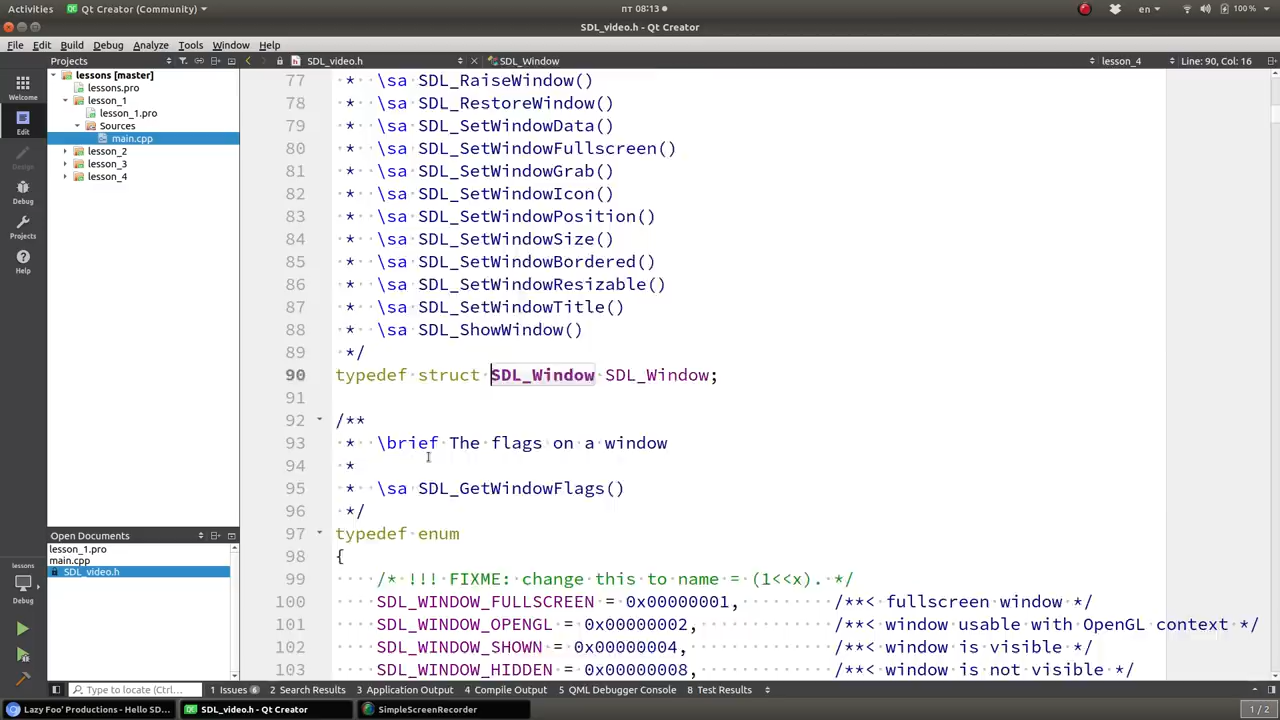 Activities Qt Creator (Community) пт 08:13 en 100 %
SDL_video.h - Qt Creator
File Edit Build Debug Analyze Tools Window Help
Projects SDL_video.h SDL_Window lesson_4 Line: 90, Col: 16
lessons [master]
lessons.pro
lesson_1
lesson_1.pro
Sources
main.cpp
lesson_2
lesson_3
lesson_4
Welcome
Edit
Design
Debug
Projects
Help
77 * \sa SDL_RaiseWindow()
78 * \sa SDL_RestoreWindow()
79 * \sa SDL_SetWindowData()
80 * \sa SDL_SetWindowFullscreen()
81 * \sa SDL_SetWindowGrab()
82 * \sa SDL_SetWindowIcon()
83 * \sa SDL_SetWindowPosition()
84 * \sa SDL_SetWindowSize()
85 * \sa SDL_SetWindowBordered()
86 * \sa SDL_SetWindowResizable()
87 * \sa SDL_SetWindowTitle()
88 * \sa SDL_ShowWindow()
89 */
90 typedef struct SDL_Window SDL_Window;
91
92 /**
93 * \brief The flags on a window
94 *
95 * \sa SDL_GetWindowFlags()
96 */
97 typedef enum
98 {
99 /* !!! FIXME: change this to name = (1<<x). */
100 SDL_WINDOW_FULLSCREEN = 0x00000001, /**< fullscreen window */
101 SDL_WINDOW_OPENGL = 0x00000002, /**< window usable with OpenGL context */
102 SDL_WINDOW_SHOWN = 0x00000004, /**< window is visible */
103 SDL_WINDOW_HIDDEN = 0x00000008, /**< window is not visible */
Open Documents
lesson_1.pro
main.cpp
SDL_video.h
lessons
Debug
Type to locate (Ctrl-... 1 Issues 6 2 Search Results 3 Application Output 4 Compile Output 5 QML Debugger Console 8 Test Results
Lazy Foo' Productions - Hello SD... SDL_video.h - Qt Creator SimpleScreenRecorder 1 / 2